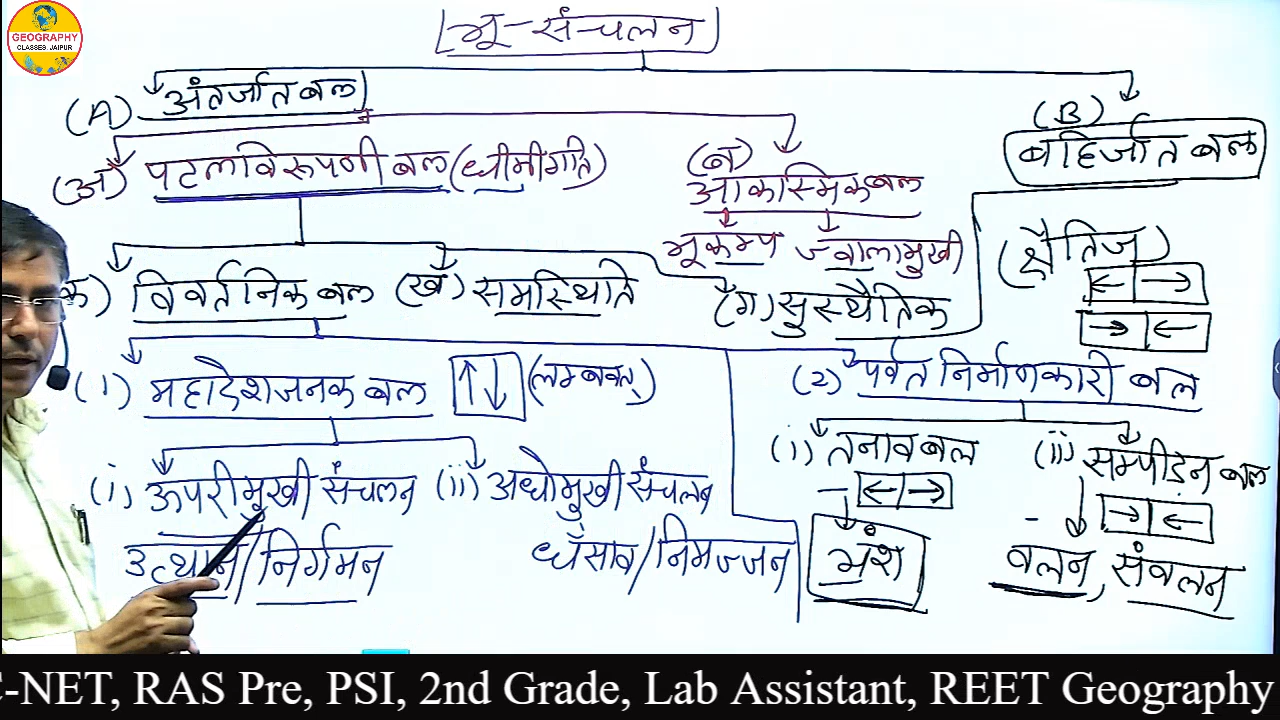 GEOGRAPHY
CLASSES, JAIPUR
भू-संचलन
(A) अंतर्जात बल
(B)
बहिर्जात बल
(अ) पटलविरूपणी बल (धीमीगति)
(ब)
आकास्मिक बल
भूकम्प ज्वालामुखी
(क्षैतिज)
क) विवर्तनिक बल (ख) समस्थिति
(ग) सुस्थैतिक
(1) महादेशजनक बल (लम्बवत्)
(2) पर्वत निर्माणकारी बल
(i) ऊपरीमुखी संचलन (ii) अधोमुखी संचलन
(i) तनाव बल (ii) सम्पीड़न बल
उत्थान/निर्गमन धँसाव/निमज्जन
भ्रंश वलन, संवलन
C-NET, RAS Pre, PSI, 2nd Grade, Lab Assistant, REET Geography